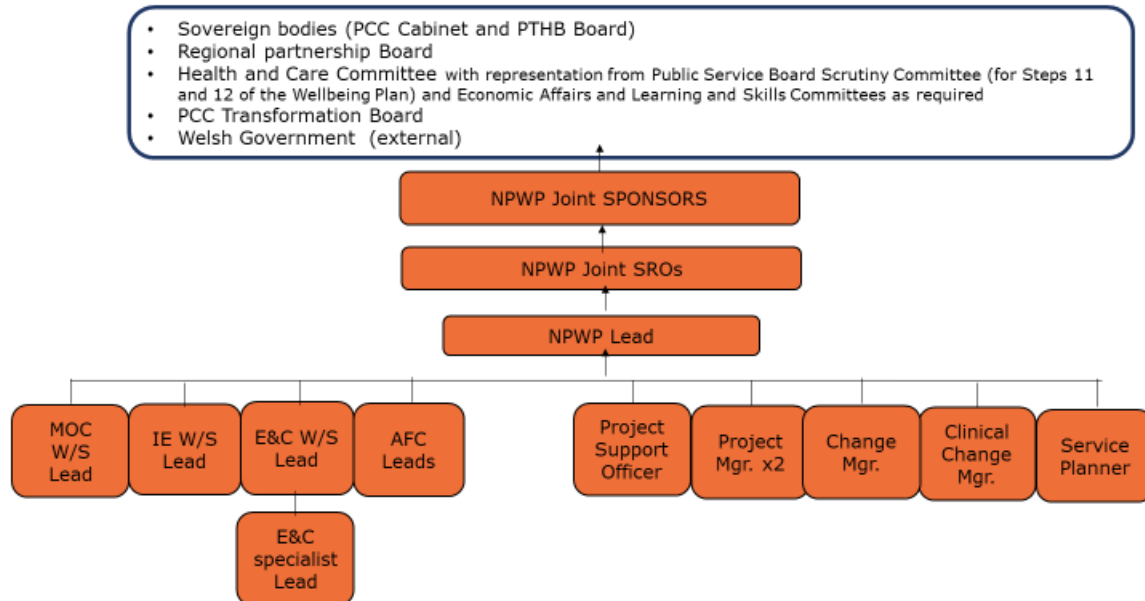 • Sovereign bodies (PCC Cabinet and PTHB Board)
• Regional partnership Board
• Health and Care Committee with representation from Public Service Board Scrutiny Committee (for Steps 11
and 12 of the Wellbeing Plan) and Economic Affairs and Learning and Skills Committees as required
• PCC Transformation Board
• Welsh Government (external)
NPWP Joint SPONSORS
NPWP Joint SROs
NPWP Lead
MOC
W/S
Lead
IE W/S
Lead
E&C W/S
Lead
AFC
Leads
Project
Support
Officer
Project
Mgr. x2
Change
Mgr.
Clinical
Change
Mgr.
Service
Planner
E&C
specialist
Lead